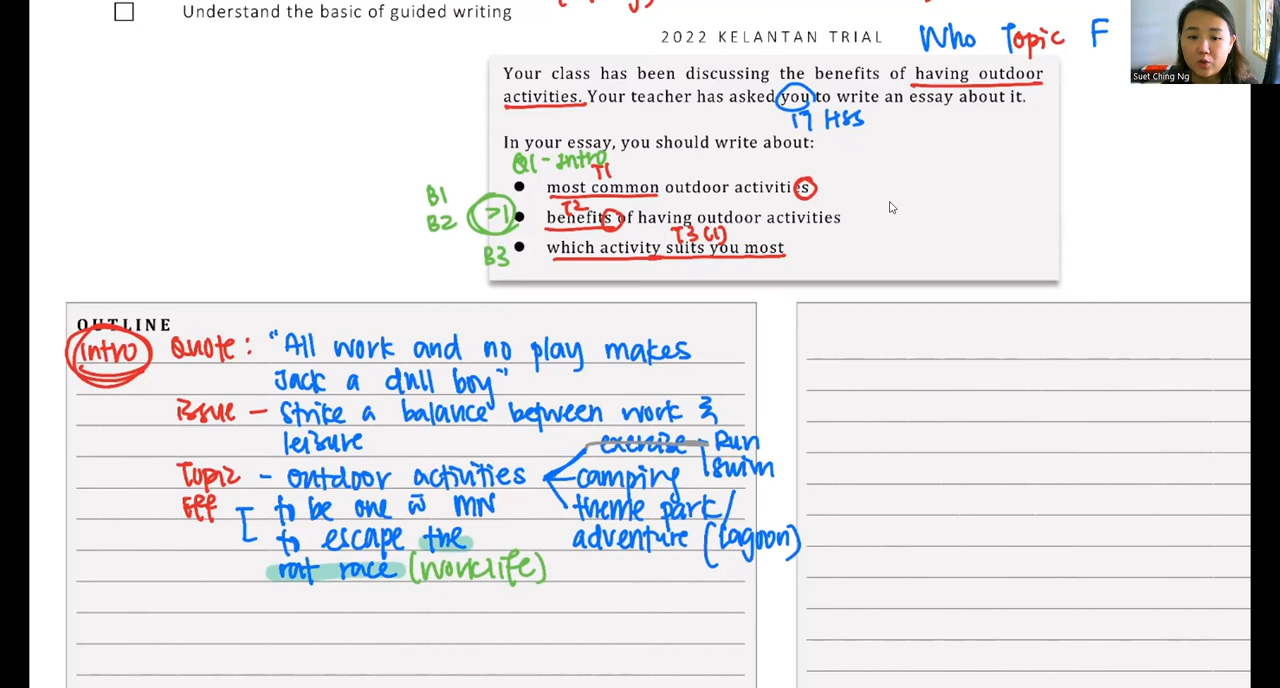 Understand the basic of guided writing
2022 KELANTAN TRIAL Who Topic F
Suet Ching Ng
Your class has been discussing the benefits of having outdoor
activities. Your teacher has asked you to write an essay about it.
17 HSS
In your essay, you should write about:
Q1 - Intro
T1
B1
most common outdoor activities
T2
B2 >1 benefits of having outdoor activities
T3 (1)
B3 which activity suits you most
OUTLINE
Intro Quote: "All work and no play makes
Jack a dull boy"
Issue - Strike a balance between work &
leisure exercise - Run
swim
Topic - outdoor activities camping
Eff to be one w MN theme park/
to escape the adventure (lagoon)
rat race (worklife)